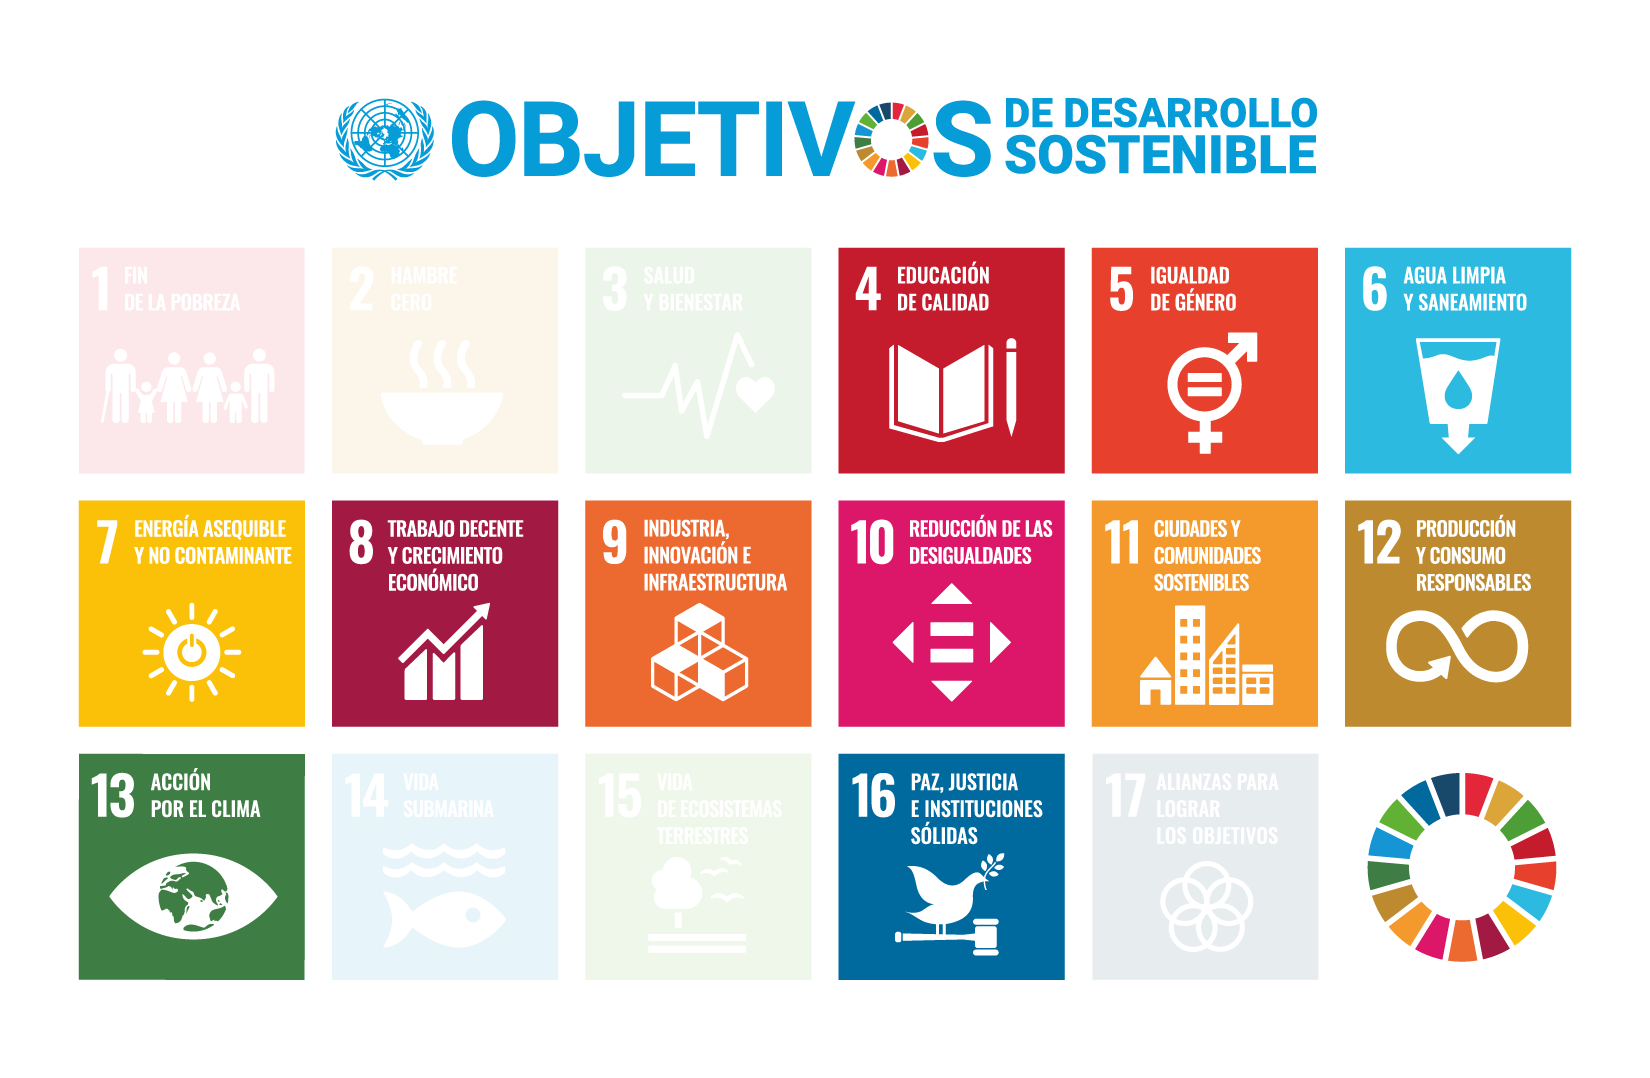 OBJETIVOS
DE DESARROLLO
SOSTENIBLE
1 FIN
DE LA POBREZA
2 HAMBRE
CERO
3 SALUD
Y BIENESTAR
4 EDUCACIÓN
DE CALIDAD
5 IGUALDAD
DE GÉNERO
6 AGUA LIMPIA
Y SANEAMIENTO
7 ENERGÍA ASEQUIBLE
Y NO CONTAMINANTE
8 TRABAJO DECENTE
Y CRECIMIENTO
ECONÓMICO
9 INDUSTRIA,
INNOVACIÓN E
INFRAESTRUCTURA
10 REDUCCIÓN DE LAS
DESIGUALDADES
11 CIUDADES Y
COMUNIDADES
SOSTENIBLES
12 PRODUCCIÓN
Y CONSUMO
RESPONSABLES
13 ACCIÓN
POR EL CLIMA
14 VIDA
SUBMARINA
15 VIDA
DE ECOSISTEMAS
TERRESTRES
16 PAZ, JUSTICIA
E INSTITUCIONES
SÓLIDAS
17 ALIANZAS PARA
LOGRAR
LOS OBJETIVOS